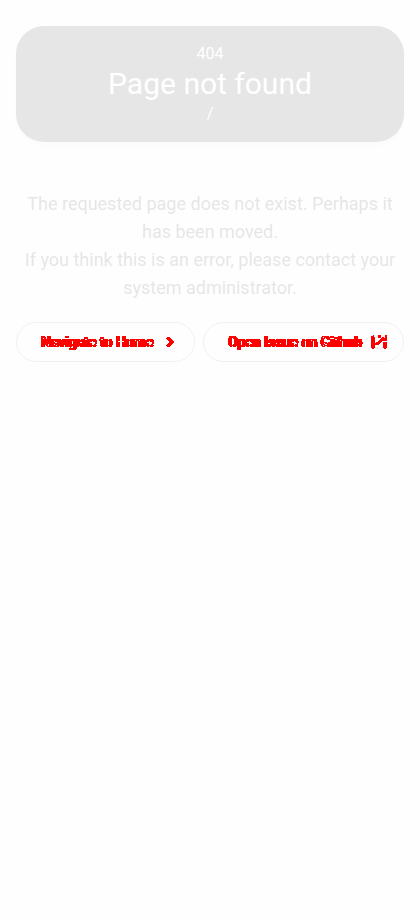 404
Page not found
/
The requested page does not exist. Perhaps it
has been moved.
If you think this is an error, please contact your
system administrator.
Navigate to Home
Open Issue on Github